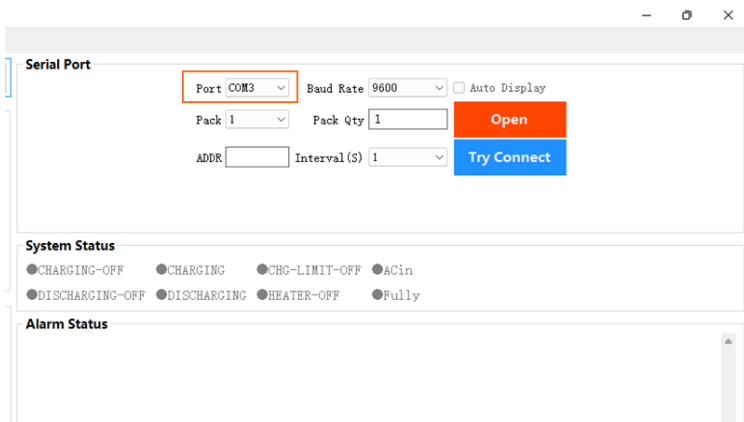 Serial Port
Port COM3 Baud Rate 9600 Auto Display
Pack 1 Pack Qty 1 Open
ADDR Interval(S) 1 Try Connect
System Status
CHARGING-OFF CHARGING CHG-LIMIT-OFF ACin
DISCHARGING-OFF DISCHARGING HEATER-OFF Fully
Alarm Status